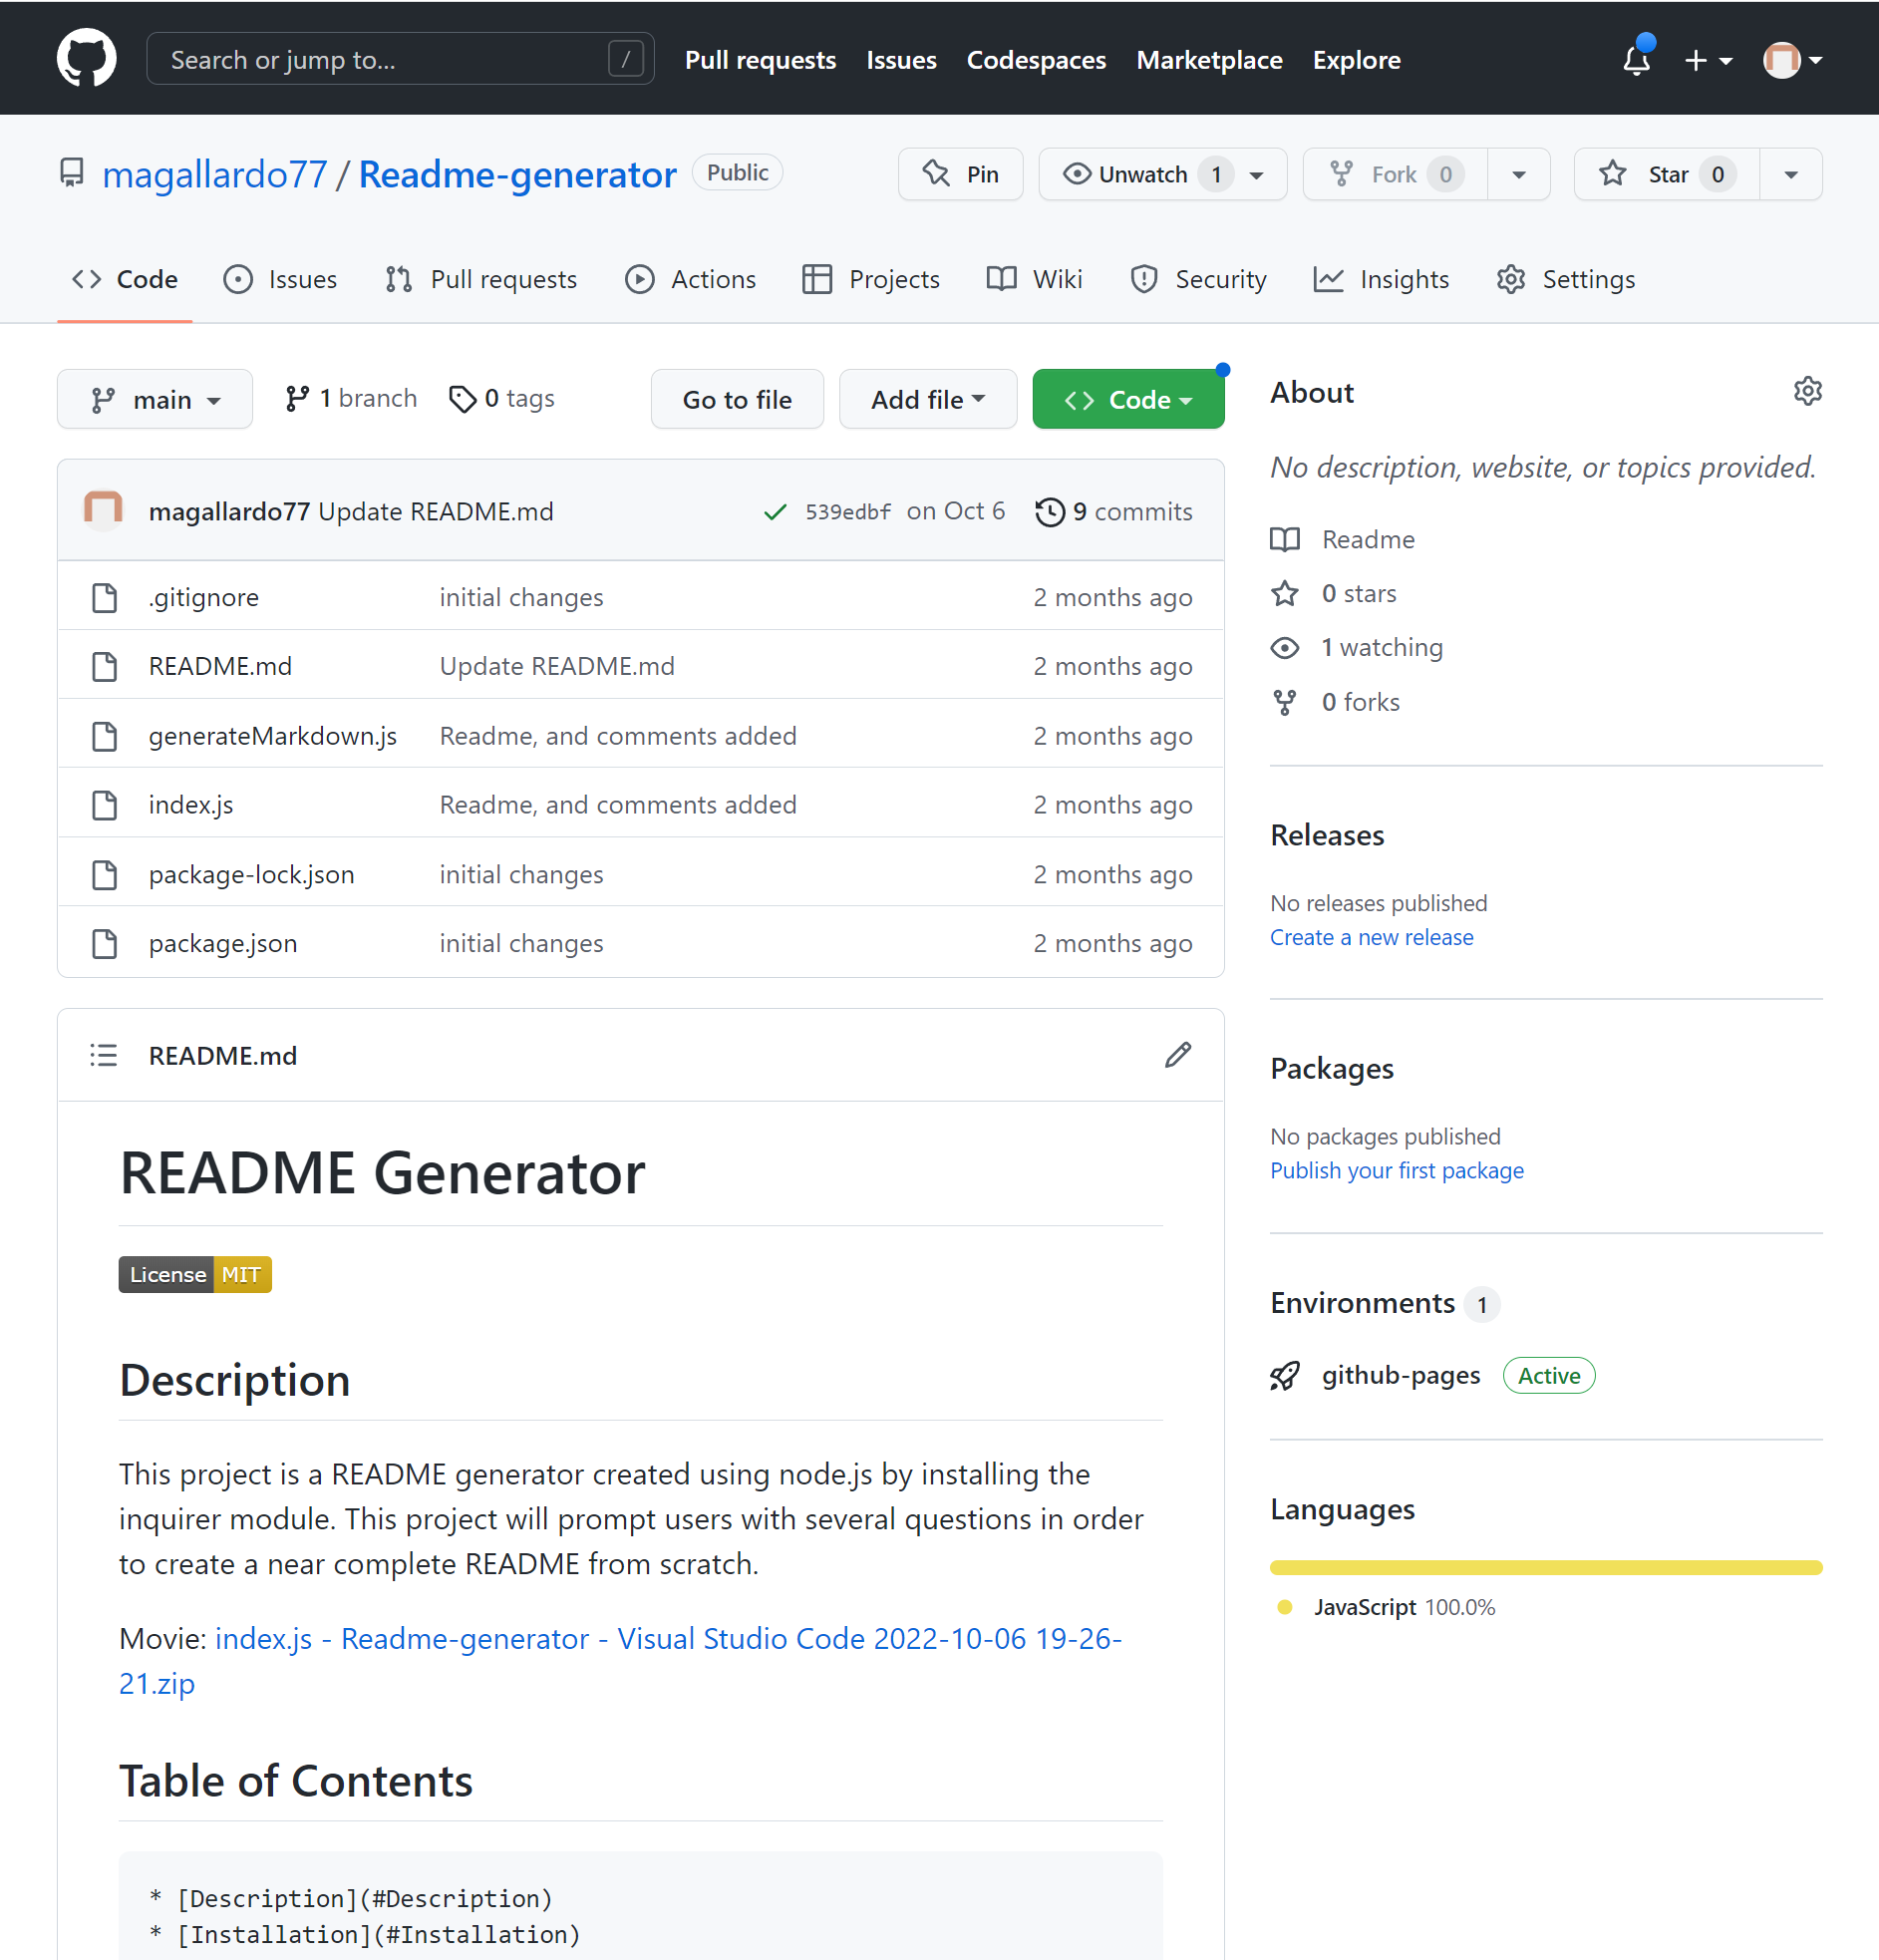 Search or jump to... /
Pull requests Issues Codespaces Marketplace Explore
magallardo77 / Readme-generator Public
Pin Unwatch 1 Fork 0 Star 0
Code Issues Pull requests Actions Projects Wiki Security Insights Settings
main 1 branch 0 tags Go to file Add file Code
magallardo77 Update README.md 539edbf on Oct 6 9 commits
.gitignore initial changes 2 months ago
README.md Update README.md 2 months ago
generateMarkdown.js Readme, and comments added 2 months ago
index.js Readme, and comments added 2 months ago
package-lock.json initial changes 2 months ago
package.json initial changes 2 months ago
README.md
README Generator
License MIT
Description
This project is a README generator created using node.js by installing the
inquirer module. This project will prompt users with several questions in order
to create a near complete README from scratch.
Movie: index.js - Readme-generator - Visual Studio Code 2022-10-06 19-26-
21.zip
Table of Contents
* [Description](#Description)
* [Installation](#Installation)
About
No description, website, or topics provided.
Readme
0 stars
1 watching
0 forks
Releases
No releases published
Create a new release
Packages
No packages published
Publish your first package
Environments 1
github-pages Active
Languages
JavaScript 100.0%